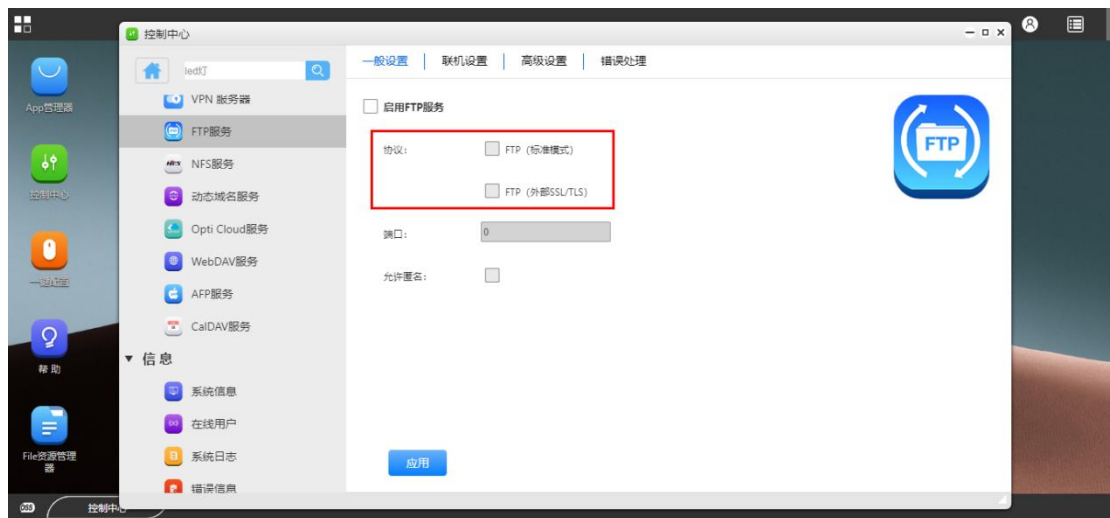 控制中心
led灯
一般设置
联机设置
高级设置
错误处理
App管理器
控制中心
一键配置
帮 助
File资源管理器
VPN 服务器
FTP服务
NFS服务
动态域名服务
Opti Cloud服务
WebDAV服务
AFP服务
CalDAV服务
信 息
系统信息
在线用户
系统日志
错误信息
启用FTP服务
协议:
FTP（标准模式）
FTP（外部SSL/TLS）
端口:
0
允许匿名:
FTP
应用
控制中心